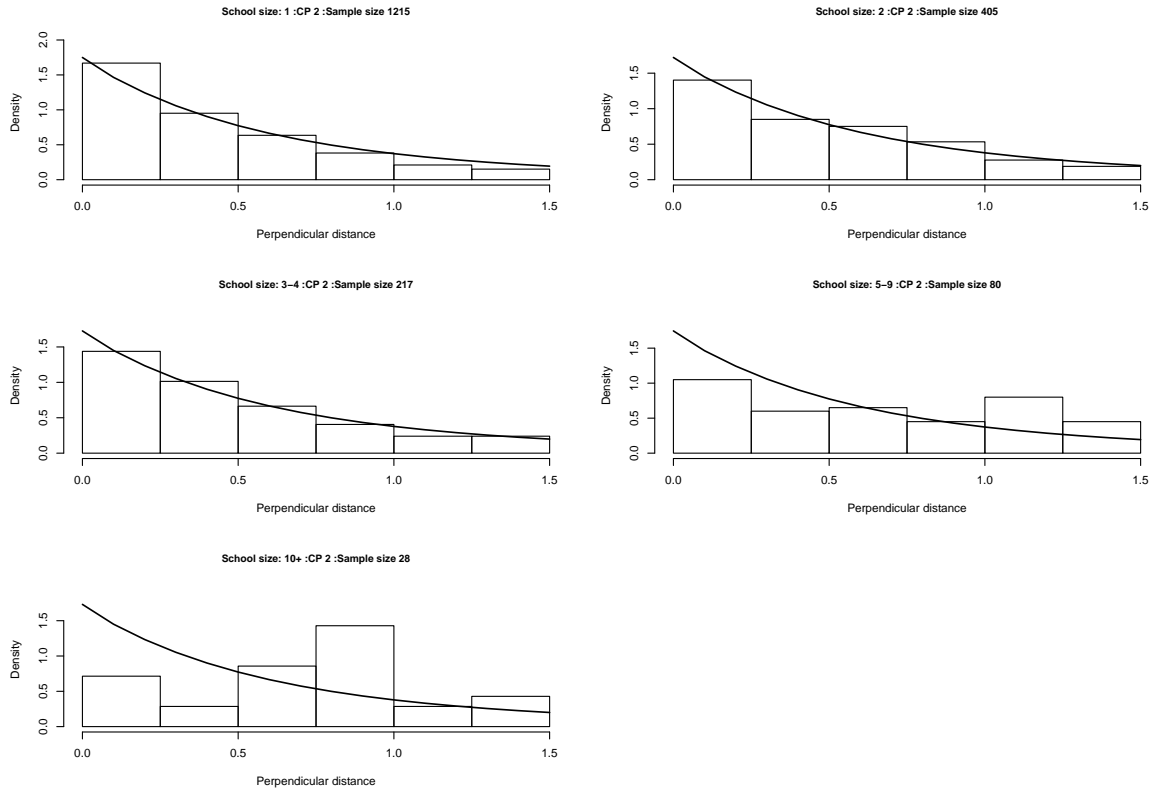 School size: 1 :CP 2 :Sample size 1215
Density
0.0 0.5 1.0 1.5 2.0
0.0 0.5 1.0 1.5
Perpendicular distance
School size: 2 :CP 2 :Sample size 405
Density
0.0 0.5 1.0 1.5
0.0 0.5 1.0 1.5
Perpendicular distance
School size: 3−4 :CP 2 :Sample size 217
Density
0.0 0.5 1.0 1.5
0.0 0.5 1.0 1.5
Perpendicular distance
School size: 5−9 :CP 2 :Sample size 80
Density
0.0 0.5 1.0 1.5
0.0 0.5 1.0 1.5
Perpendicular distance
School size: 10+ :CP 2 :Sample size 28
Density
0.0 0.5 1.0 1.5
0.0 0.5 1.0 1.5
Perpendicular distance